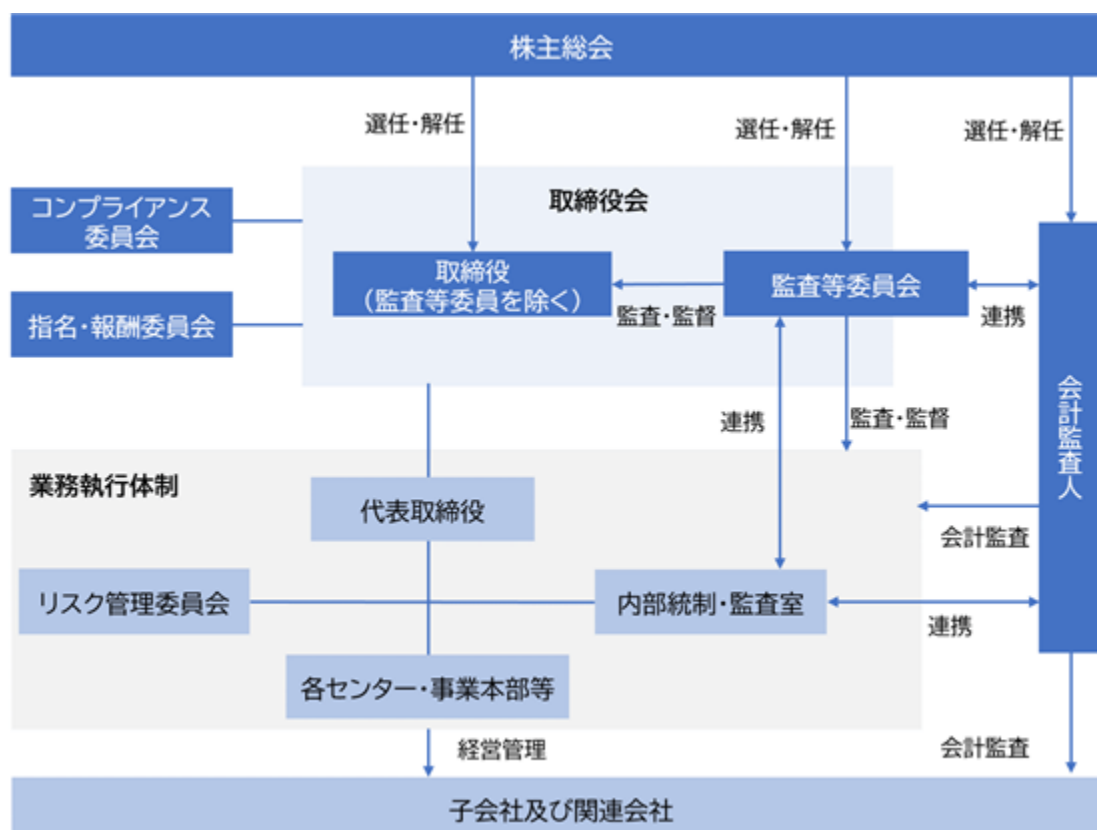 株主総会
選任・解任
選任・解任
選任・解任
取締役会
コンプライアンス
委員会
取締役
（監査等委員を除く）
監査等委員会
監査・監督
連携
指名・報酬委員会
会計監査人
連携
監査・監督
業務執行体制
代表取締役
会計監査
リスク管理委員会
内部統制・監査室
連携
各センター・事業本部等
経営管理
会計監査
子会社及び関連会社